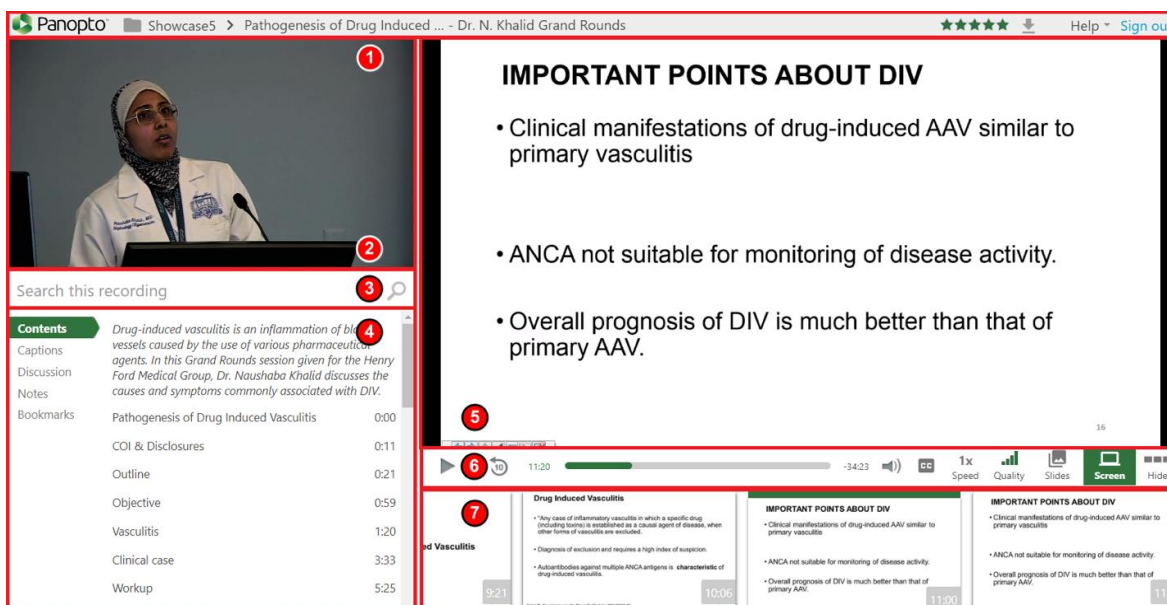 Panopto Showcase5 > Pathogenesis of Drug Induced ... - Dr. N. Khalid Grand Rounds
Help Sign ou
1
2
Search this recording
3
4
Contents
Captions
Discussion
Notes
Bookmarks
Drug-induced vasculitis is an inflammation of
vessels caused by the use of various pharmaceutical
agents. In this Grand Rounds session given for the Henry
Ford Medical Group, Dr. Naushaba Khalid discusses the
causes and symptoms commonly associated with DIV.
Pathogenesis of Drug Induced Vasculitis 0:00
COI & Disclosures 0:11
Outline 0:21
Objective 0:59
Vasculitis 1:20
Clinical case 3:33
Workup 5:25
IMPORTANT POINTS ABOUT DIV
• Clinical manifestations of drug-induced AAV similar to
primary vasculitis
• ANCA not suitable for monitoring of disease activity.
• Overall prognosis of DIV is much better than that of
primary AAV.
5
16
6
10
11:20
-34:23
CC
1x
Speed
Quality
Slides
Screen
Hide
7
ed Vasculitis
9:21
Drug Induced Vasculitis
• "Any case of inflammatory vasculitis in which a specific drug
(including toxins) is established as a causal agent of disease, when
other forms of vasculitis are excluded.
• Diagnosis of exclusion and requires a high index of suspicion.
• Autoantibodies against multiple ANCA antigens is characteristic of
drug-induced vasculitis.
10:06
IMPORTANT POINTS ABOUT DIV
• Clinical manifestations of drug-induced AAV similar to
primary vasculitis
• ANCA not suitable for monitoring of disease activity.
• Overall prognosis of DIV is much better than that of
primary AAV.
11:00
IMPORTANT POINTS ABOUT DIV
• Clinical manifestations of drug-induced AAV similar to
primary vasculitis
• ANCA not suitable for monitoring of disease activity.
• Overall prognosis of DIV is much better than that of
primary AAV.
11